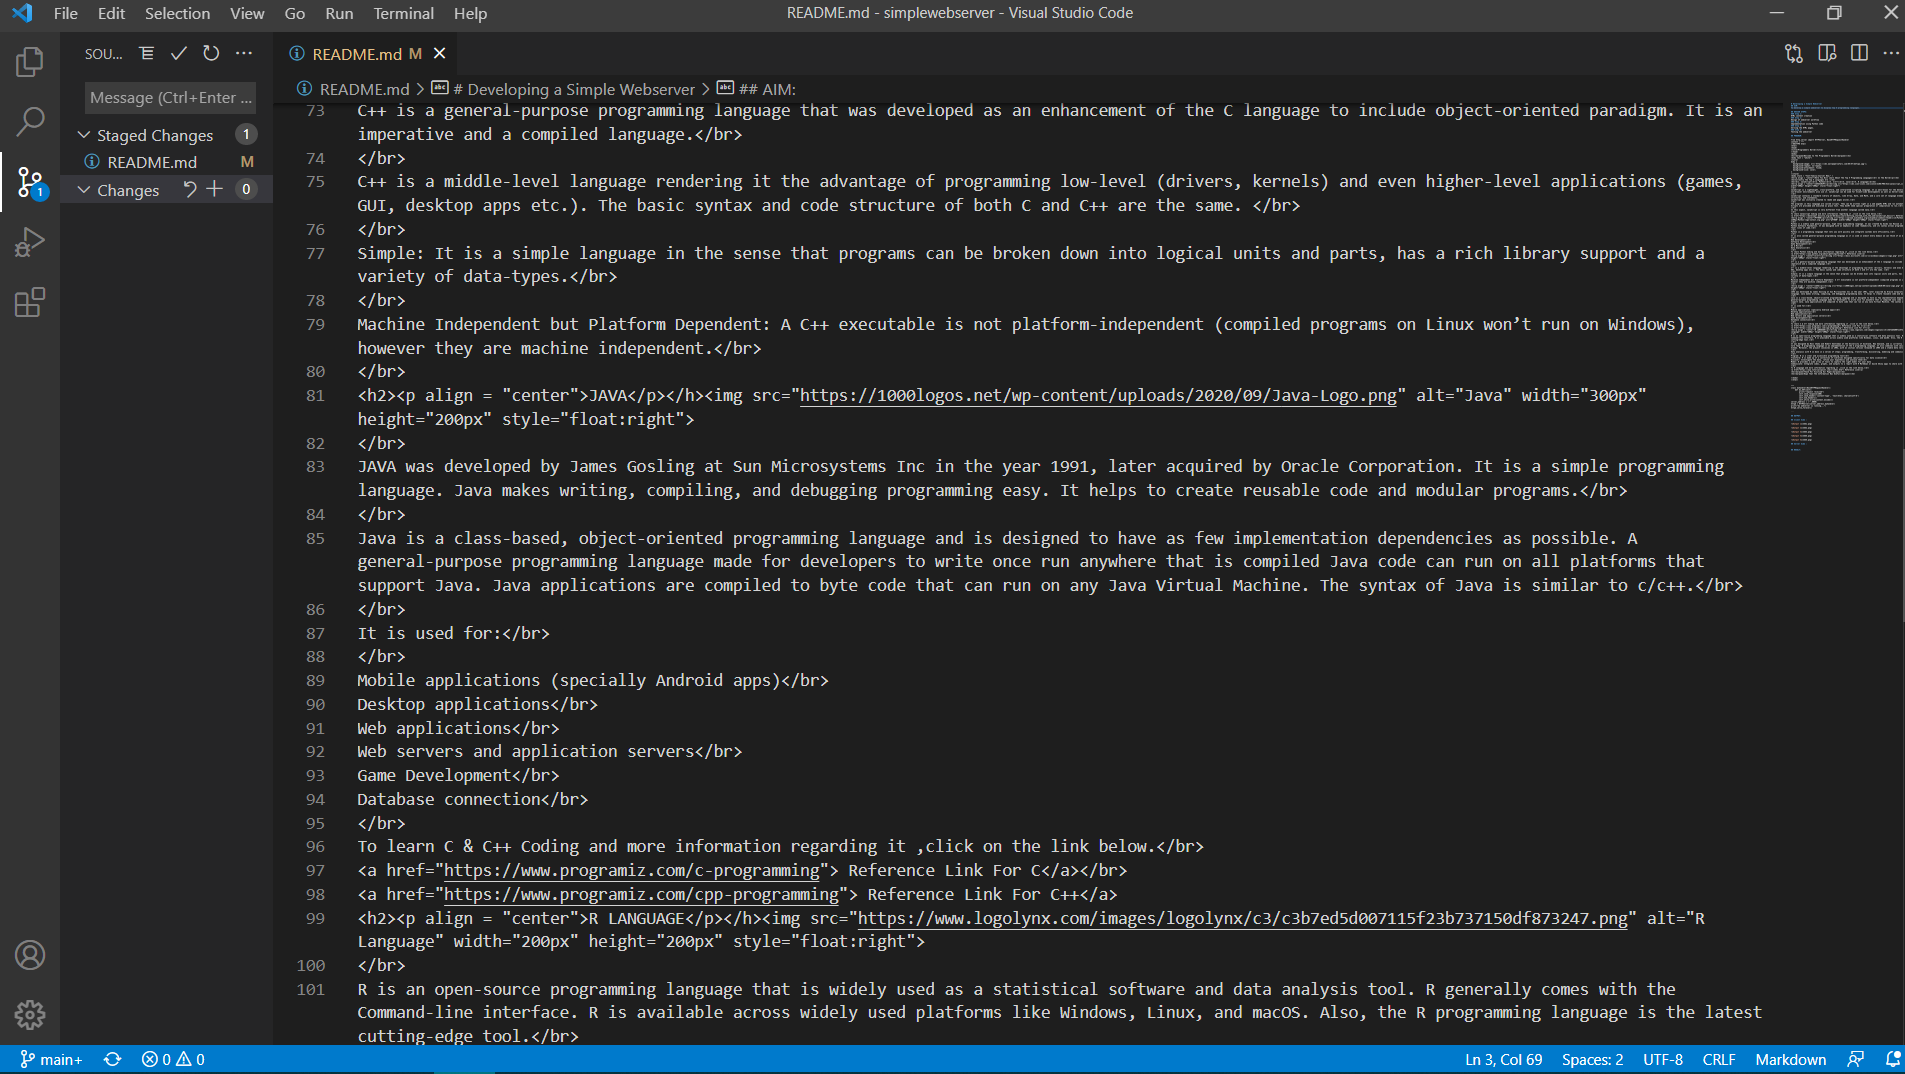 File Edit Selection View Go Run Terminal Help
README.md - simplewebserver - Visual Studio Code
SOU...
README.md M
Message (Ctrl+Enter ...
README.md > # Developing a Simple Webserver > ## AIM:
Staged Changes 1
README.md M
Changes 0
1
73 C++ is a general-purpose programming language that was developed as an enhancement of the C language to include object-oriented paradigm. It is an
imperative and a compiled language.</br>
74 </br>
75 C++ is a middle-level language rendering it the advantage of programming low-level (drivers, kernels) and even higher-level applications (games,
GUI, desktop apps etc.). The basic syntax and code structure of both C and C++ are the same. </br>
76 </br>
77 Simple: It is a simple language in the sense that programs can be broken down into logical units and parts, has a rich library support and a
variety of data-types.</br>
78 </br>
79 Machine Independent but Platform Dependent: A C++ executable is not platform-independent (compiled programs on Linux won’t run on Windows),
however they are machine independent.</br>
80 </br>
81 <h2><p align = "center">JAVA</p></h><img src="https://1000logos.net/wp-content/uploads/2020/09/Java-Logo.png" alt="Java" width="300px"
height="200px" style="float:right">
82 </br>
83 JAVA was developed by James Gosling at Sun Microsystems Inc in the year 1991, later acquired by Oracle Corporation. It is a simple programming
language. Java makes writing, compiling, and debugging programming easy. It helps to create reusable code and modular programs.</br>
84 </br>
85 Java is a class-based, object-oriented programming language and is designed to have as few implementation dependencies as possible. A
general-purpose programming language made for developers to write once run anywhere that is compiled Java code can run on all platforms that
support Java. Java applications are compiled to byte code that can run on any Java Virtual Machine. The syntax of Java is similar to c/c++.</br>
86 </br>
87 It is used for:</br>
88 </br>
89 Mobile applications (specially Android apps)</br>
90 Desktop applications</br>
91 Web applications</br>
92 Web servers and application servers</br>
93 Game Development</br>
94 Database connection</br>
95 </br>
96 To learn C & C++ Coding and more information regarding it ,click on the link below.</br>
97 <a href="https://www.programiz.com/c-programming"> Reference Link For C</a></br>
98 <a href="https://www.programiz.com/cpp-programming"> Reference Link For C++</a>
99 <h2><p align = "center">R LANGUAGE</p></h><img src="https://www.logolynx.com/images/logolynx/c3/c3b7ed5d007115f23b737150df873247.png" alt="R
Language" width="200px" height="200px" style="float:right">
100 </br>
101 R is an open-source programming language that is widely used as a statistical software and data analysis tool. R generally comes with the
Command-line interface. R is available across widely used platforms like Windows, Linux, and macOS. Also, the R programming language is the latest
cutting-edge tool.</br>
main+ 0 0 Ln 3, Col 69 Spaces: 2 UTF-8 CRLF Markdown